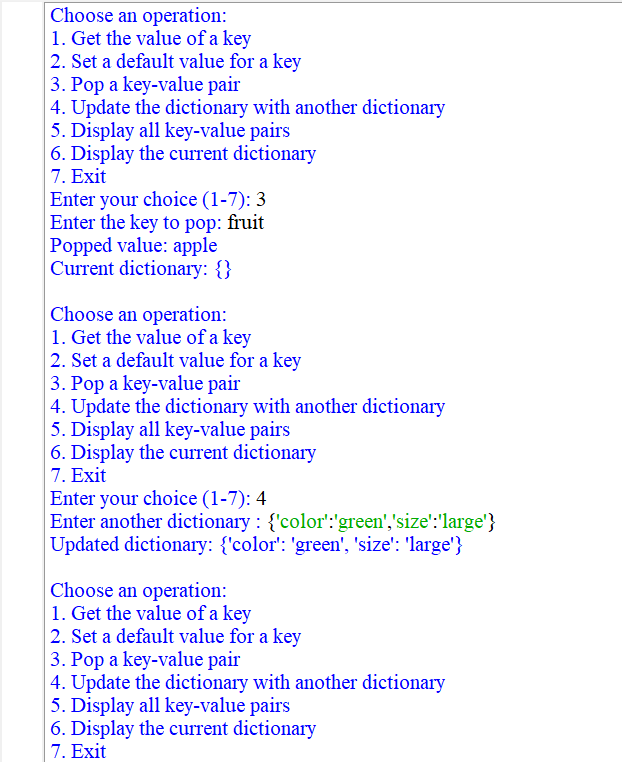 Choose an operation:
1. Get the value of a key
2. Set a default value for a key
3. Pop a key-value pair
4. Update the dictionary with another dictionary
5. Display all key-value pairs
6. Display the current dictionary
7. Exit
Enter your choice (1-7): 3
Enter the key to pop: fruit
Popped value: apple
Current dictionary: {}
Choose an operation:
1. Get the value of a key
2. Set a default value for a key
3. Pop a key-value pair
4. Update the dictionary with another dictionary
5. Display all key-value pairs
6. Display the current dictionary
7. Exit
Enter your choice (1-7): 4
Enter another dictionary : {'color':'green','size':'large'}
Updated dictionary: {'color': 'green', 'size': 'large'}
Choose an operation:
1. Get the value of a key
2. Set a default value for a key
3. Pop a key-value pair
4. Update the dictionary with another dictionary
5. Display all key-value pairs
6. Display the current dictionary
7. Exit